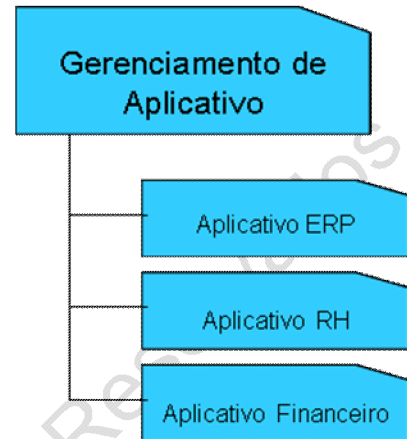 Gerenciamento de
Aplicativo
Aplicativo ERP
Aplicativo RH
Aplicativo Financeiro